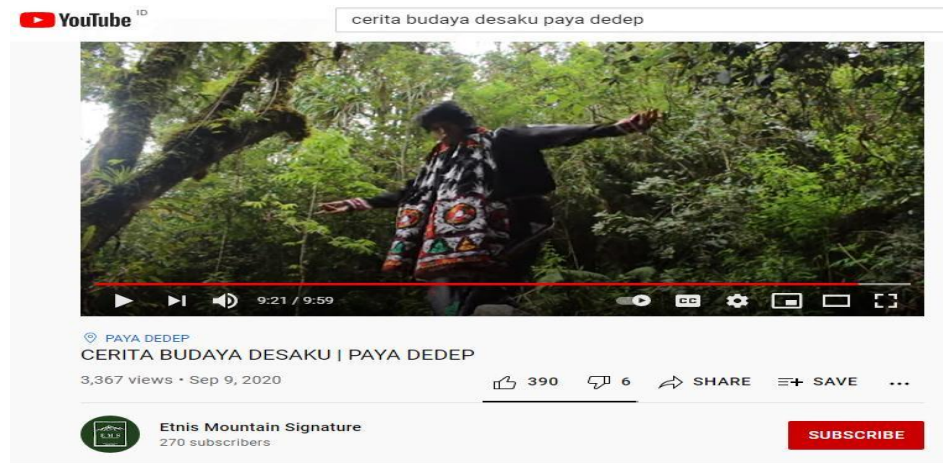 YouTube ID
cerita budaya desaku paya dedep
9:21 / 9:59
CC
PAYA DEDEP
CERITA BUDAYA DESAKU | PAYA DEDEP
3,367 views • Sep 9, 2020
390 6 SHARE SAVE ...
Etnis Mountain Signature
270 subscribers
SUBSCRIBE